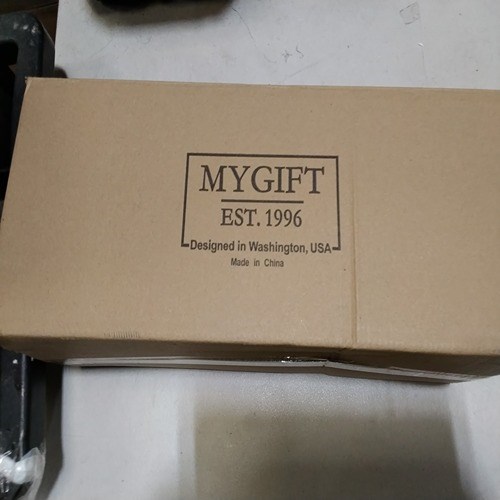 MYGIFT
EST. 1996
Designed in Washington, USA
Made in China